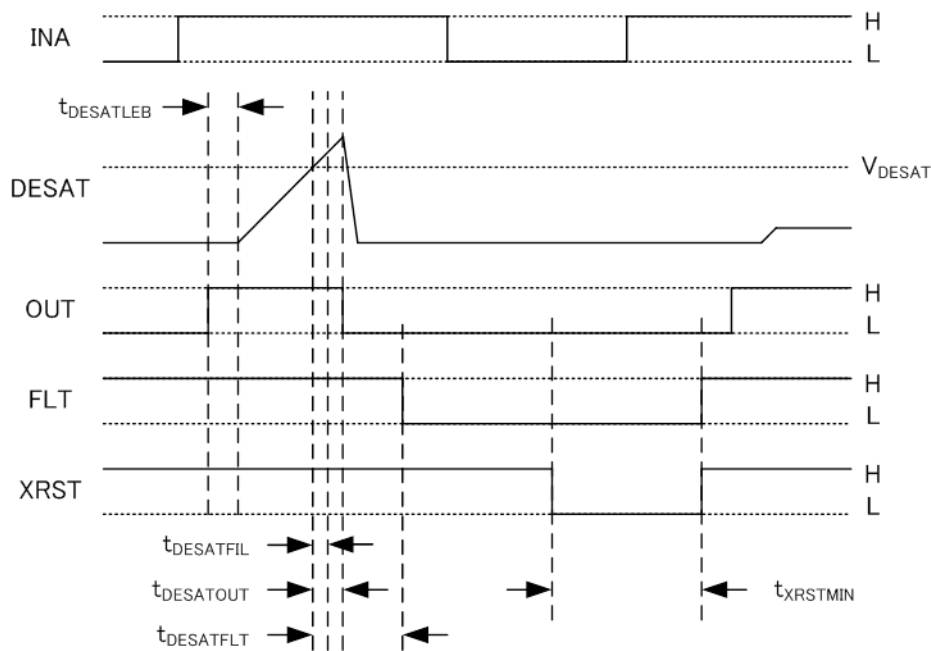 INA
H
L
tDESATLEB
DESAT
VDESAT
OUT
H
L
FLT
H
L
XRST
H
L
tDESATFIL
tDESATOUT
tXRSTMIN
tDESATFLT